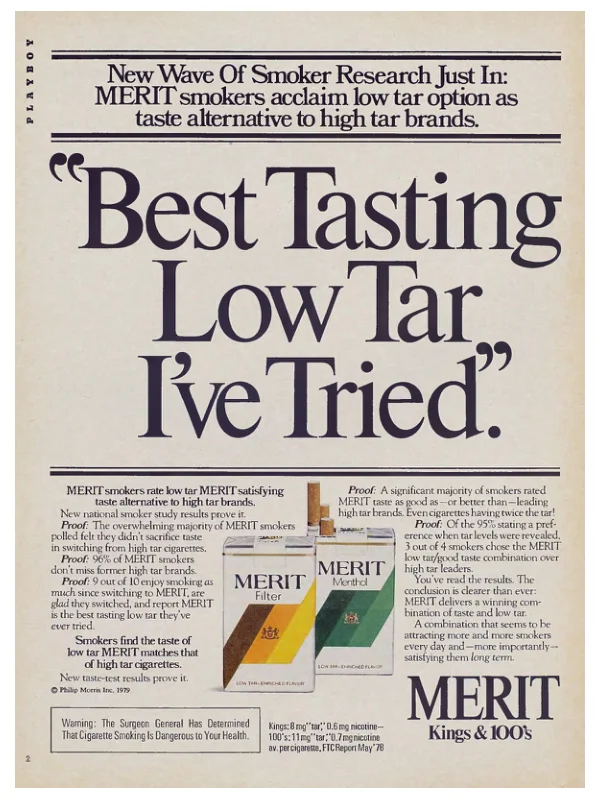 PLAYBOY
New Wave Of Smoker Research Just In:
MERIT smokers acclaim low tar option as
taste alternative to high tar brands.
“Best Tasting
Low Tar
I’ve Tried.”
MERIT smokers rate low tar MERIT satisfying
taste alternative to high tar brands.
New national smoker study results prove it.
Proof: The overwhelming majority of MERIT smokers
polled felt they didn’t sacrifice taste
in switching from high tar cigarettes.
Proof: 96% of MERIT smokers
don’t miss former high tar brands.
Proof: 9 out of 10 enjoy smoking as
much since switching to MERIT, are
glad they switched, and report MERIT
is the best tasting low tar they’ve
ever tried.
Smokers find the taste of
low tar MERIT matches that
of high tar cigarettes.
New taste-test results prove it.
© Philip Morris Inc. 1979
Proof: A significant majority of smokers rated
MERIT taste as good as—or better than—leading
high tar brands. Even cigarettes having twice the tar!
Proof: Of the 95% stating a pref-
erence when tar levels were revealed,
3 out of 4 smokers chose the MERIT
low tar/good taste combination over
high tar leaders.
You’ve read the results. The
conclusion is clearer than ever:
MERIT delivers a winning com-
bination of taste and low tar.
A combination that seems to be
attracting more and more smokers
every day and—more importantly—
satisfying them long term.
MERIT
Filter
LOW TAR–ENRICHED FLAVOR
MERIT
Menthol
LOW TAR–ENRICHED FLAVOR
MERIT
Kings & 100’s
Warning: The Surgeon General Has Determined
That Cigarette Smoking Is Dangerous to Your Health.
Kings: 8 mg ‘‘tar,’’ 0.6 mg nicotine—
100’s: 11 mg ‘‘tar,’’ 0.7 mg nicotine
av. per cigarette, FTC Report May ’78
2